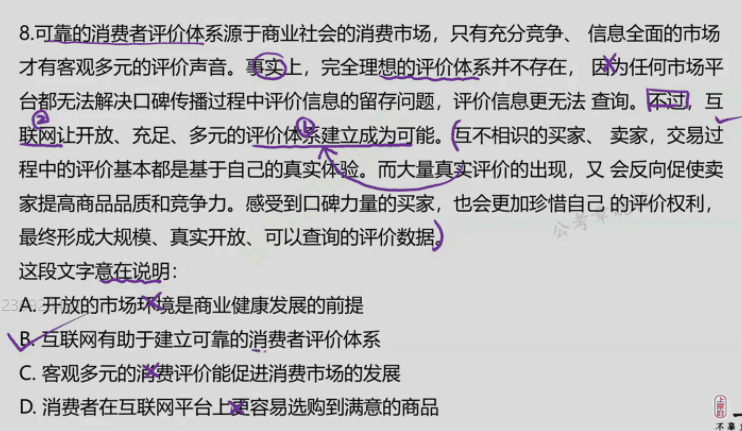 8.可靠的消费者评价体系源于商业社会的消费市场，只有充分竞争、 信息全面的市场
才有客观多元的评价声音。事实上，完全理想的评价体系并不存在， 因为任何市场平
台都无法解决口碑传播过程中评价信息的留存问题，评价信息更无法 查询。不过，互
联网让开放、充足、多元的评价体系建立成为可能。互不相识的买家、 卖家，交易过
程中的评价基本都是基于自己的真实体验。而大量真实评价的出现，又 会反向促使卖
家提高商品品质和竞争力。感受到口碑力量的买家，也会更加珍惜自己 的评价权利，
最终形成大规模、真实开放、可以查询的评价数据。
这段文字意在说明：
A. 开放的市场环境是商业健康发展的前提
B. 互联网有助于建立可靠的消费者评价体系
C. 客观多元的消费评价能促进消费市场的发展
D. 消费者在互联网平台上更容易选购到满意的商品
② ①